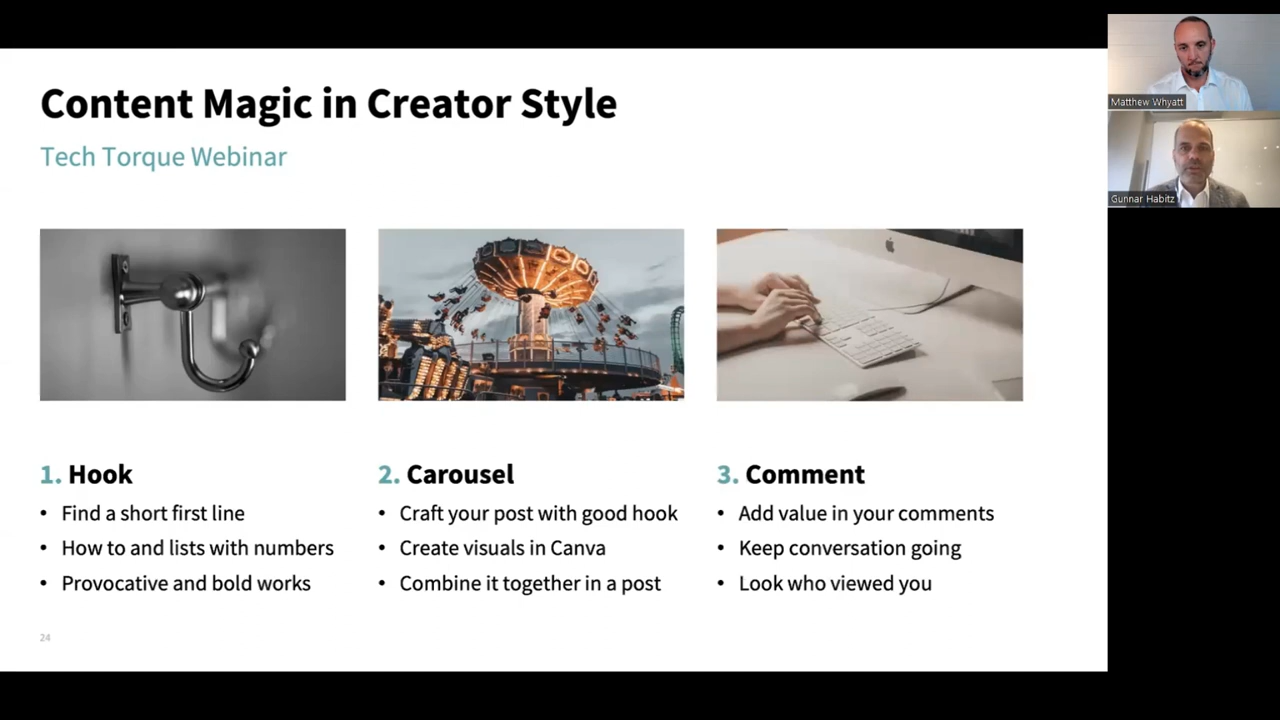 Content Magic in Creator Style
Tech Torque Webinar
1. Hook
• Find a short first line
• How to and lists with numbers
• Provocative and bold works
2. Carousel
• Craft your post with good hook
• Create visuals in Canva
• Combine it together in a post
3. Comment
• Add value in your comments
• Keep conversation going
• Look who viewed you
24
Matthew Whyatt
Gunnar Habitz